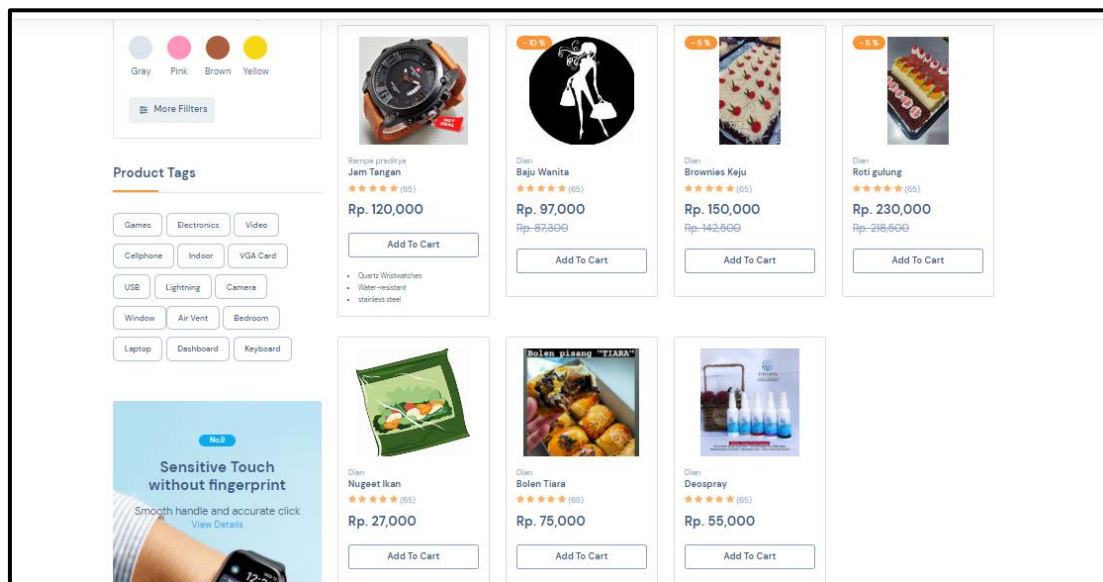 Gray Pink Brown Yellow
More Fillters
Product Tags
Games Electronics Video
Cellphone Indoor VGA Card
USB Lightning Camera
Window Air Vent Bedroom
Laptop Dashboard Keyboard
No.9
Sensitive Touch
without fingerprint
Smooth handle and accurate click
View Details
HOT
DEAL
Rampa praditya
Jam Tangan
(65)
Rp. 120,000
Add To Cart
Quartz Wristwatches
Water-resistant
stainless steel
- 10 %
Dian
Baju Wanita
(65)
Rp. 97,000
Rp. 87,300
Add To Cart
- 5 %
Dian
Brownies Keju
(65)
Rp. 150,000
Rp. 142,500
Add To Cart
- 5 %
Dian
Roti gulung
(65)
Rp. 230,000
Rp. 218,500
Add To Cart
Dian
Nugeet Ikan
(65)
Rp. 27,000
Add To Cart
Bolen pisang "TIARA"
Dian
Bolen Tiara
(65)
Rp. 75,000
Add To Cart
Dian
Deospray
(65)
Rp. 55,000
Add To Cart